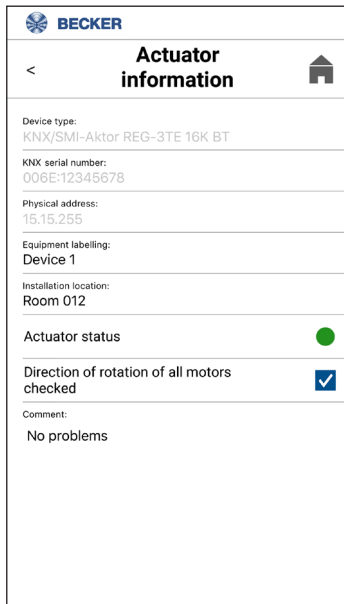 BECKER
<
Actuator
information
Device type:
KNX/SMI-Aktor REG-3TE 16K BT
KNX serial number:
006E:12345678
Physical address:
15.15.255
Equipment labelling:
Device 1
Installation location:
Room 012
Actuator status
Direction of rotation of all motors
checked
Comment:
No problems